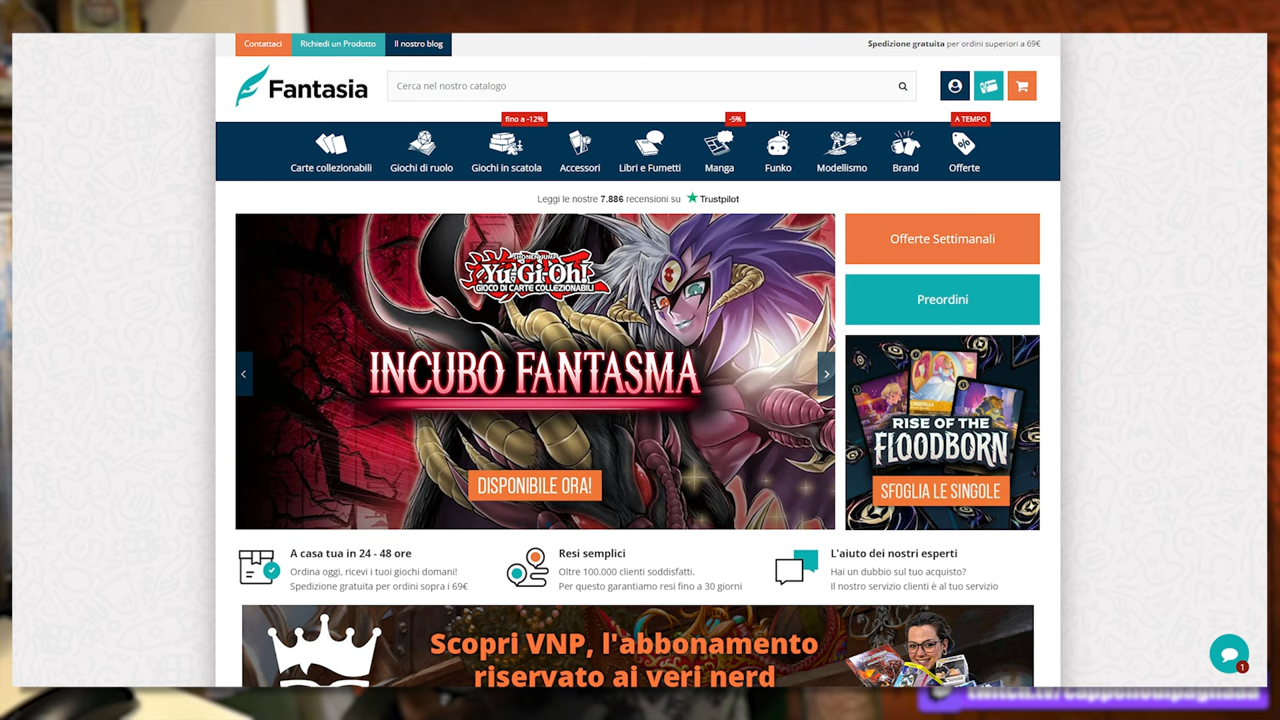 Contattaci
Richiedi un Prodotto
Il nostro blog
Spedizione gratuita per ordini superiori a 69€
Fantasia
Cerca nel nostro catalogo
fino a -12%
-5%
A TEMPO
Carte collezionabili
Giochi di ruolo
Giochi in scatola
Accessori
Libri e Fumetti
Manga
Funko
Modellismo
Brand
Offerte
Leggi le nostre 7.886 recensioni su Trustpilot
Offerte Settimanali
Preordini
SHONEN JUMP
Yu-Gi-Oh!
GIOCO DI CARTE COLLEZIONABILI
INCUBO FANTASMA
DISPONIBILE ORA!
RISE OF THE
FLOODBORN
SFOGLIA LE SINGOLE
A casa tua in 24 - 48 ore
Ordina oggi, ricevi i tuoi giochi domani!
Spedizione gratuita per ordini sopra i 69€
Resi semplici
Oltre 100.000 clienti soddisfatti.
Per questo garantiamo resi fino a 30 giorni
L'aiuto dei nostri esperti
Hai un dubbio sul tuo acquisto?
Il nostro servizio clienti è al tuo servizio
Scopri VNP, l'abbonamento
riservato ai veri nerd
1